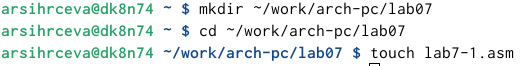 arsihrceva@dk8n74 ~ $ mkdir ~/work/arch-pc/lab07
arsihrceva@dk8n74 ~ $ cd ~/work/arch-pc/lab07
arsihrceva@dk8n74 ~/work/arch-pc/lab07 $ touch lab7-1.asm